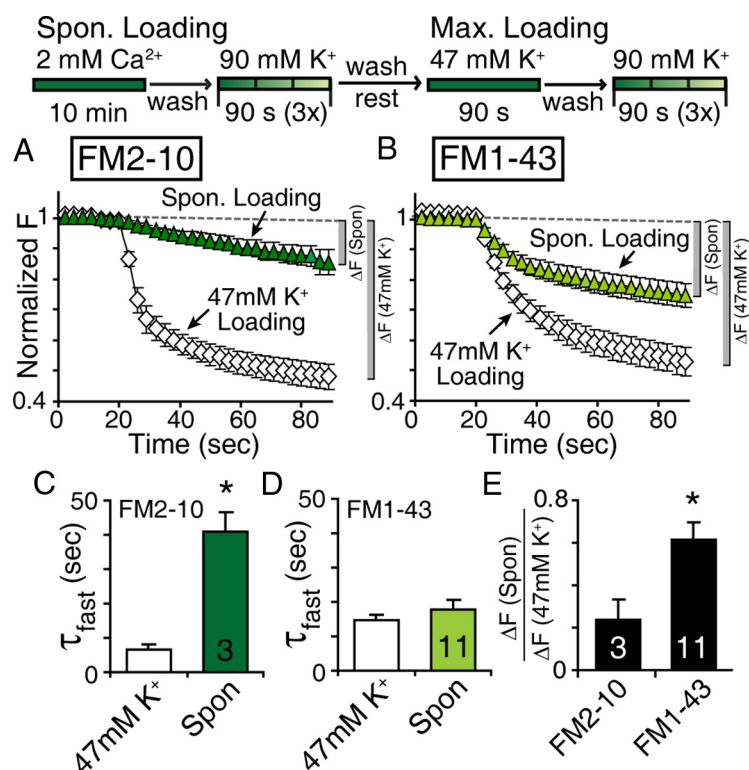 Spon. Loading
Max. Loading
2 mM Ca²⁺
90 mM K⁺
wash
47 mM K⁺
90 mM K⁺
10 min
wash
90 s (3x)
rest
90 s
wash
90 s (3x)
A
FM2-10
B
FM1-43
Normalized F
1
0.4
Spon. Loading
47mM K⁺
Loading
ΔF (Spon)
ΔF (47mM K⁺)
0
20
40
60
80
Time (sec)
1
0.4
Spon. Loading
47mM K⁺
Loading
ΔF (Spon)
ΔF (47mM K⁺)
0
20
40
60
80
Time (sec)
C
FM2-10
τfast (sec)
50
0
*
3
47mM K⁺
Spon
D
FM1-43
τfast (sec)
50
0
11
47mM K⁺
Spon
E
ΔF (Spon)
ΔF (47mM K⁺)
0.8
0
*
3
11
FM2-10
FM1-43